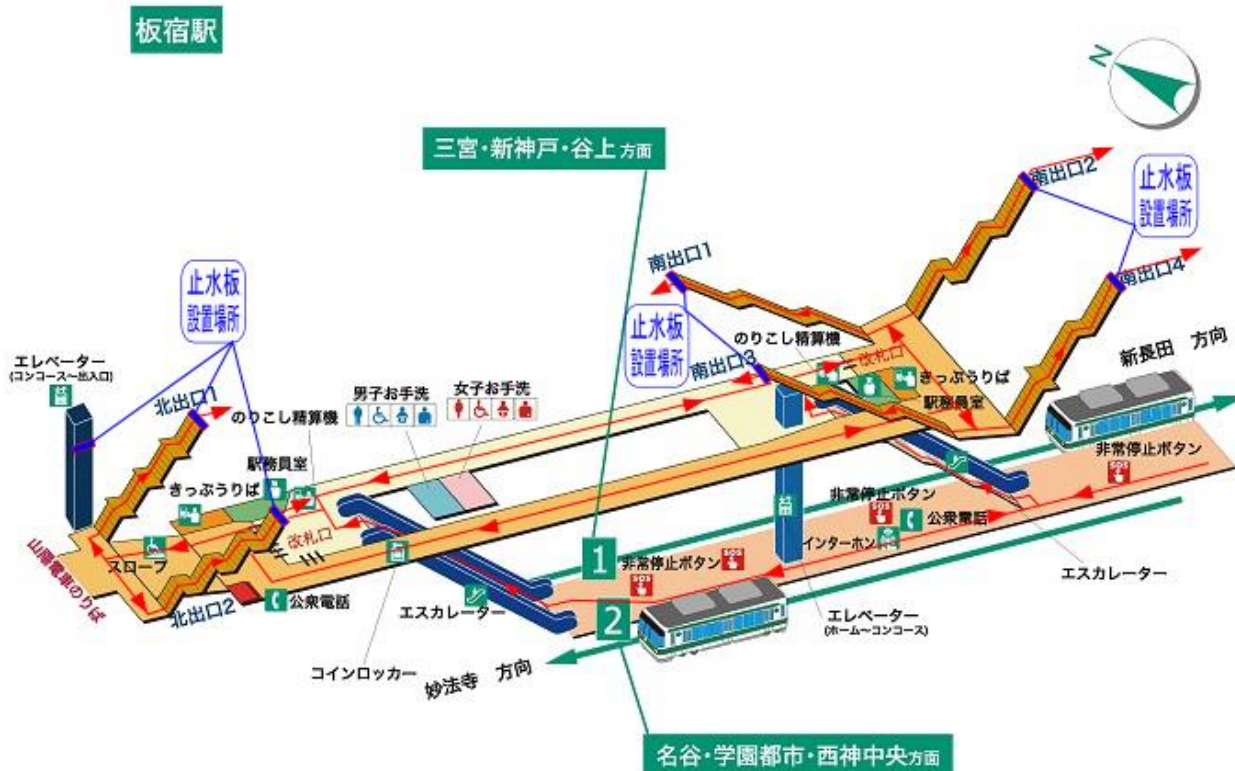 板宿駅
N
三宮・新神戸・谷上方面
止水板
設置場所
南出口2
南出口1
止水板
設置場所
南出口4
止水板
設置場所
のりこし精算機
改札口
南出口3
新長田 方向
エレベーター
(コンコース〜出入口)
北出口1
のりこし精算機
男子お手洗
女子お手洗
きっぷうりば
駅務員室
駅務員室
きっぷうりば
非常停止ボタン
SOS
非常停止ボタン
SOS
公衆電話
改札口
スロープ
山陽電車のりば
インターホン
1
非常停止ボタン
SOS
SOS
エスカレーター
北出口2
公衆電話
エスカレーター
2
エレベーター
(ホーム〜コンコース)
コインロッカー
妙法寺 方向
名谷・学園都市・西神中央方面